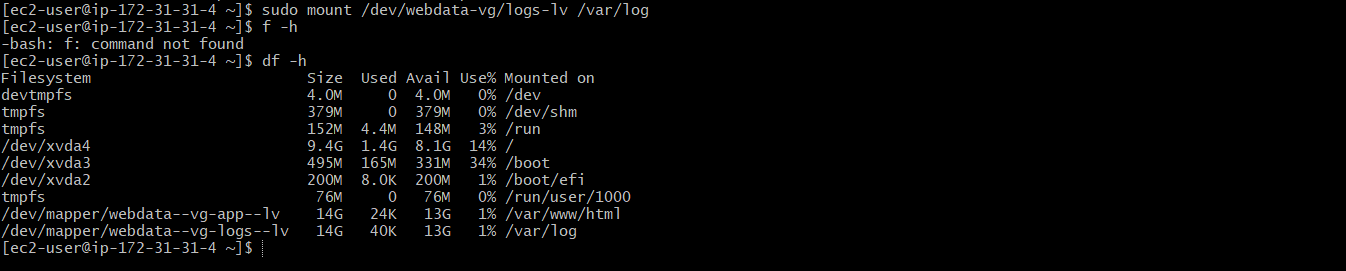 [ec2-user@ip-172-31-31-4 ~]$ sudo mount /dev/webdata-vg/logs-lv /var/log
[ec2-user@ip-172-31-31-4 ~]$ f -h
-bash: f: command not found
[ec2-user@ip-172-31-31-4 ~]$ df -h
Filesystem                        Size  Used Avail Use% Mounted on
devtmpfs                          4.0M     0  4.0M   0% /dev
tmpfs                             379M     0  379M   0% /dev/shm
tmpfs                             152M  4.4M  148M   3% /run
/dev/xvda4                        9.4G  1.4G  8.1G  14% /
/dev/xvda3                        495M  165M  331M  34% /boot
/dev/xvda2                        200M  8.0K  200M   1% /boot/efi
tmpfs                              76M     0   76M   0% /run/user/1000
/dev/mapper/webdata--vg-app--lv    14G   24K   13G   1% /var/www/html
/dev/mapper/webdata--vg-logs--lv   14G   40K   13G   1% /var/log
[ec2-user@ip-172-31-31-4 ~]$